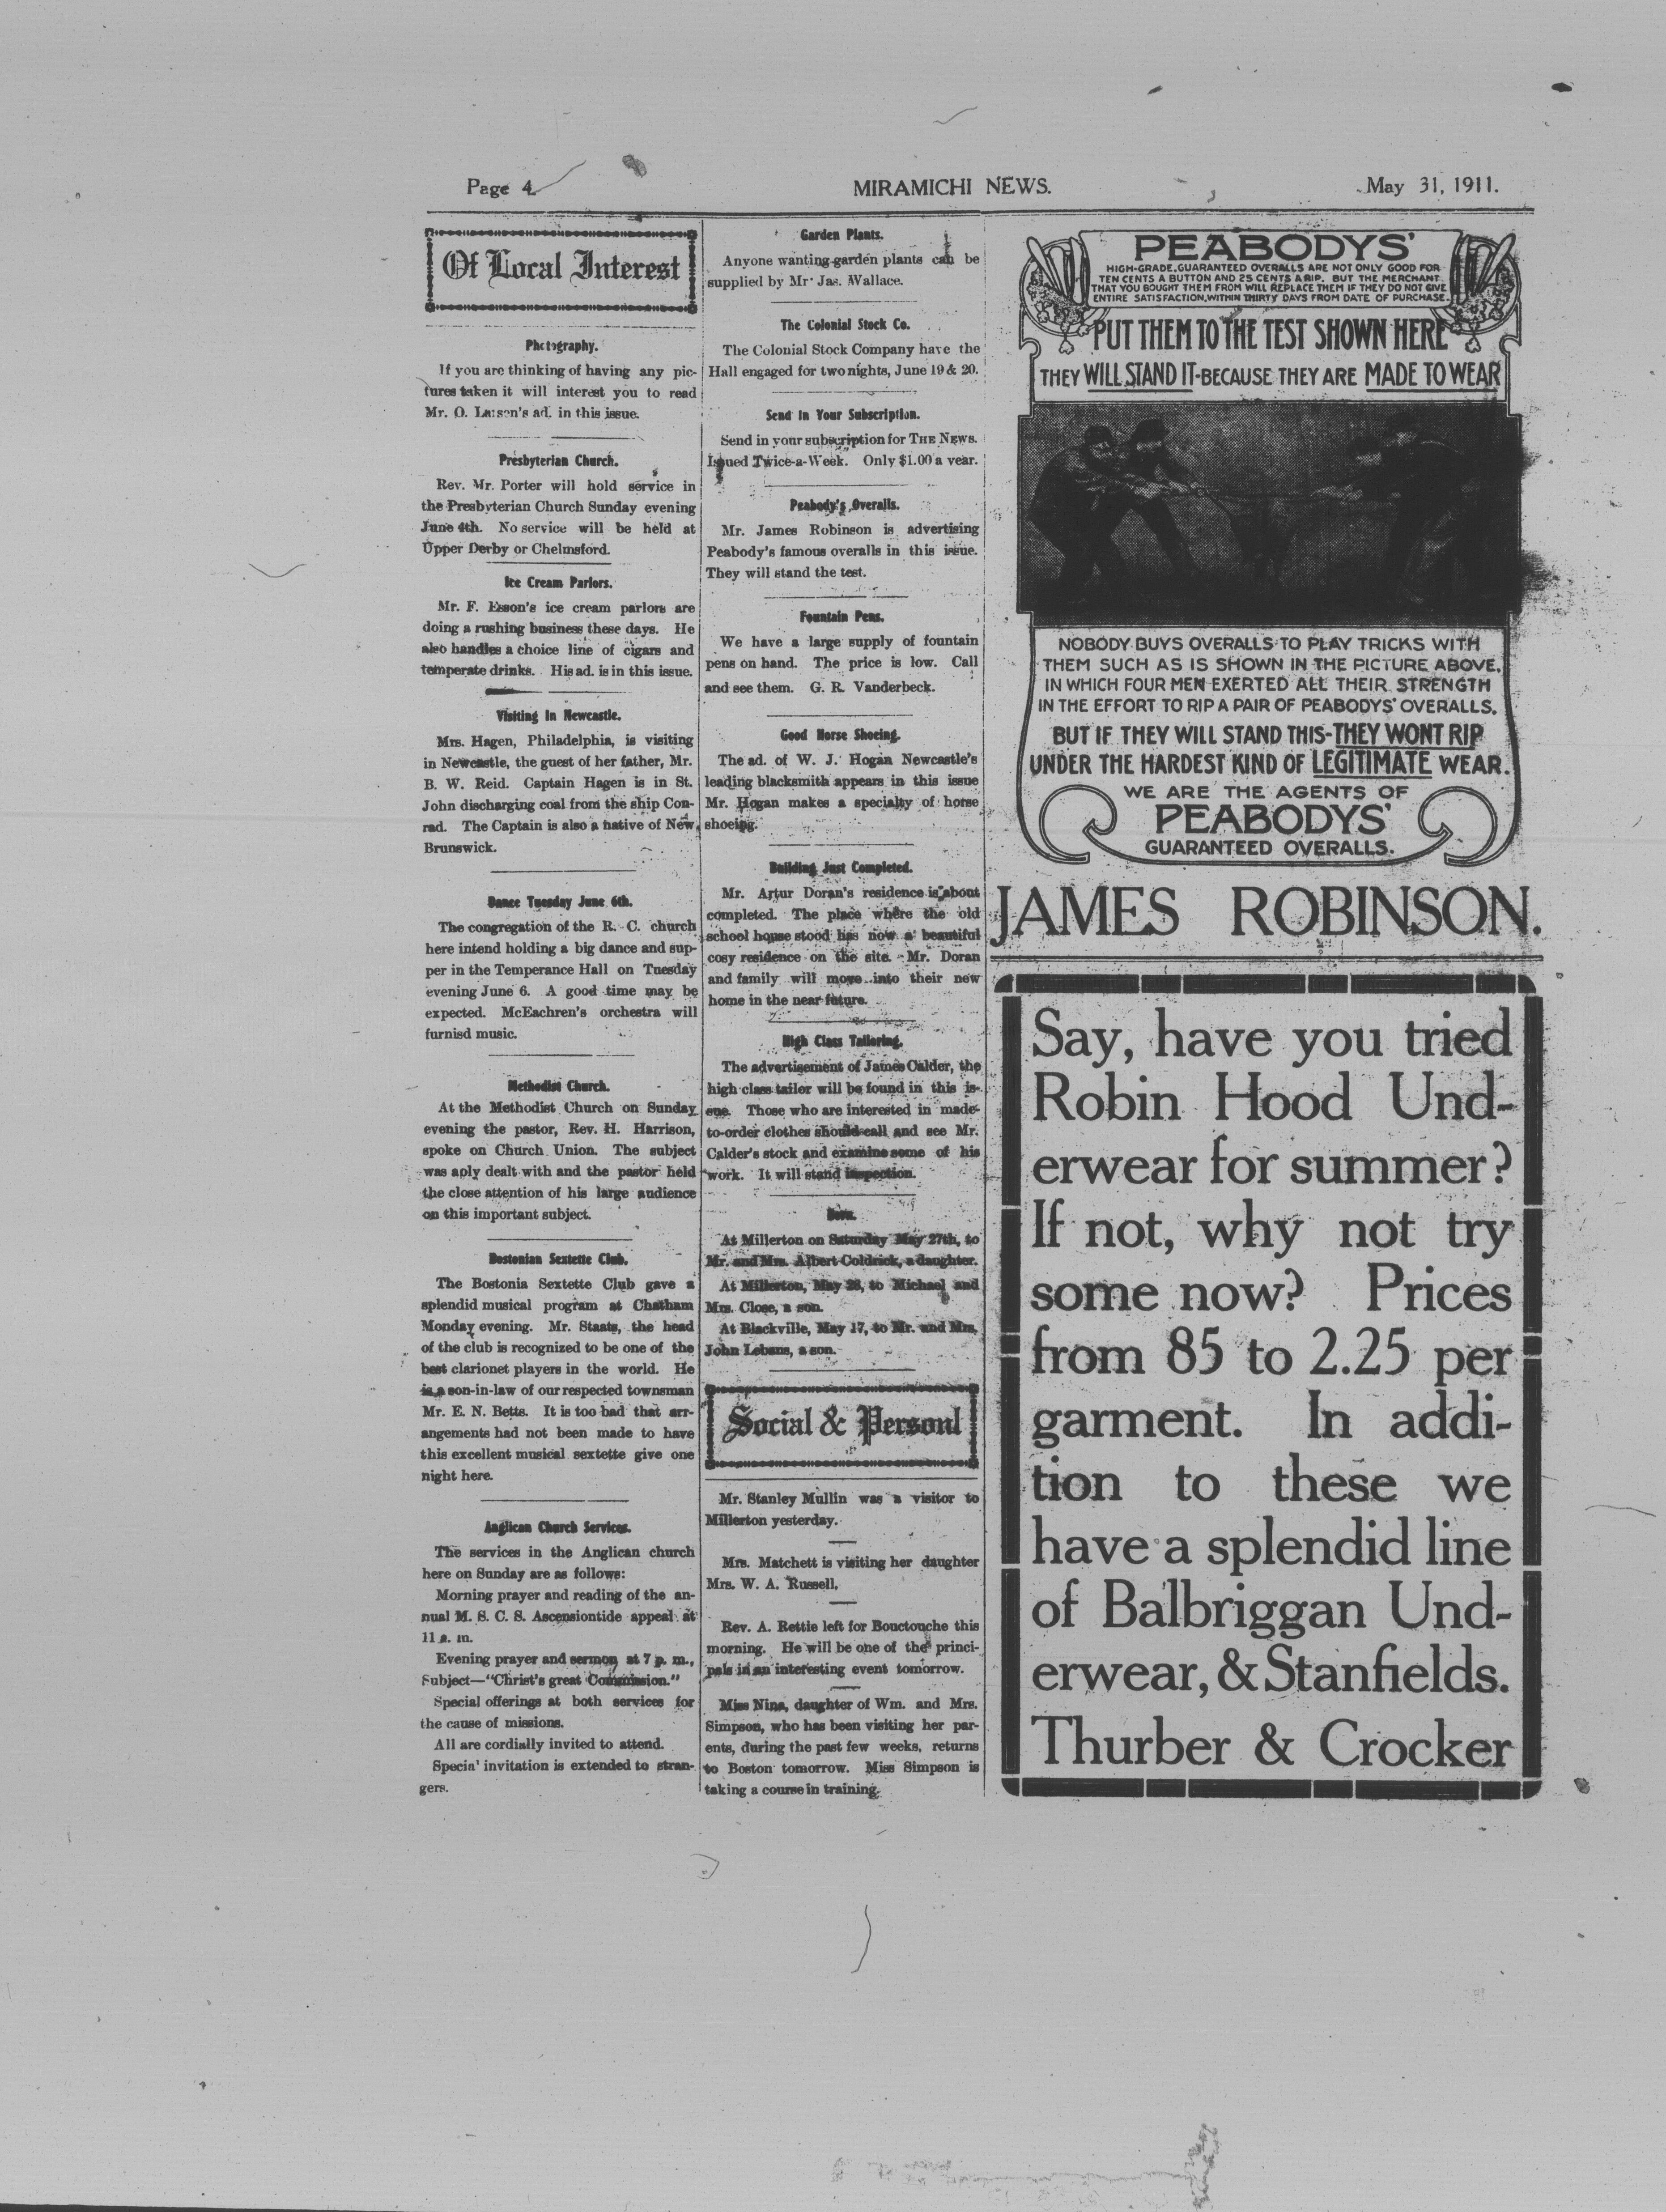 Page 4
MIRAMICHI NEWS.
May 31, 1911.
Of Local Interest
Photography.
If you are thinking of having any pic-
tures taken it will interest you to read
Mr. O. Larsen's ad. in this issue.
Presbyterian Church.
Rev. Mr. Porter will hold service in
the Presbyterian Church Sunday evening
June 4th. No service will be held at
Upper Derby or Chelmsford.
Ice Cream Parlors.
Mr. F. Esson's ice cream parlors are
doing a rushing business these days. He
also handles a choice line of cigars and
temperate drinks. His ad. is in this issue.
Visiting In Newcastle.
Mrs. Hagen, Philadelphia, is visiting
in Newcastle, the guest of her father, Mr.
B. W. Reid. Captain Hagen is in St.
John discharging coal from the ship Con-
rad. The Captain is also a native of New
Brunswick.
Dance Tuesday June 6th.
The congregation of the R. C. church
here intend holding a big dance and sup-
per in the Temperance Hall on Tuesday
evening June 6. A good time may be
expected. McEachren's orchestra will
furnisd music.
Methodist Church.
At the Methodist Church on Sunday
evening the pastor, Rev. H. Harrison,
spoke on Church Union. The subject
was aply dealt with and the pastor held
the close attention of his large audience
on this important subject.
Bostonian Sextette Club.
The Bostonia Sextette Club gave a
splendid musical program at Chatham
Monday evening. Mr. Staats, the head
of the club is recognized to be one of the
best clarionet players in the world. He
is a son-in-law of our respected townsman
Mr. E. N. Betts. It is too bad that arr-
angements had not been made to have
this excellent musical sextette give one
night here.
Anglican Church Services.
The services in the Anglican church
here on Sunday are as follows:
Morning prayer and reading of the an-
nual M. S. C. S. Ascensiontide appeal at
11 a. m.
Evening prayer and sermon at 7 p. m.,
Subject—"Christ's great Commission."
Special offerings at both services for
the cause of missions.
All are cordially invited to attend.
Special invitation is extended to stran-
gers.
Garden Plants.
Anyone wanting garden plants can be
supplied by Mr. Jas. Wallace.
The Colonial Stock Co.
The Colonial Stock Company have the
Hall engaged for two nights, June 19 & 20.
Send in Your Subscription.
Send in your subscription for THE NEWS.
Issued Twice-a-Week. Only $1.00 a year.
Peabody's Overalls.
Mr. James Robinson is advertising
Peabody's famous overalls in this issue.
They will stand the test.
Fountain Pens.
We have a large supply of fountain
pens on hand. The price is low. Call
and see them. G. R. Vanderbeck.
Good Horse Shoeing.
The ad. of W. J. Hogan Newcastle's
leading blacksmith appears in this issue
Mr. Hogan makes a specialty of horse
shoeing.
Building Just Completed.
Mr. Artur Doran's residence is about
completed. The place where the old
school house stood has now a beautiful
cosy residence on the site. Mr. Doran
and family will move into their new
home in the near future.
High Class Tailoring.
The advertisement of James Calder, the
high class tailor will be found in this is-
sue. Those who are interested in made-
to-order clothes should call and see Mr.
Calder's stock and examine some of his
work. It will stand inspection.
Born.
At Millerton on Saturday May 27th, to
Mr. and Mrs. Albert Coldrick, a daughter.
At Millerton, May 28, to Michael and
Mrs. Close, a son.
At Blackville, May 17, to Mr. and Mrs.
John Lebans, a son.
Social & Personl
Mr. Stanley Mullin was a visitor to
Millerton yesterday.
Mrs. Matchett is visiting her daughter
Mrs. W. A. Russell.
Rev. A. Rettie left for Bouctouche this
morning. He will be one of the princi-
pals in an interesting event tomorrow.
Miss Nina, daughter of Wm. and Mrs.
Simpson, who has been visiting her par-
ents, during the past few weeks, returns
to Boston tomorrow. Miss Simpson is
taking a course in training.
PEABODYS'
HIGH-GRADE, GUARANTEED OVERALLS ARE NOT ONLY GOOD FOR
TEN CENTS A BUTTON AND 25 CENTS A RIP, BUT THE MERCHANT
THAT YOU BOUGHT THEM FROM WILL REPLACE THEM IF THEY DO NOT GIVE
ENTIRE SATISFACTION, WITHIN THIRTY DAYS FROM DATE OF PURCHASE.
PUT THEM TO THE TEST SHOWN HERE
THEY WILL STAND IT-BECAUSE THEY ARE MADE TO WEAR
NOBODY BUYS OVERALLS TO PLAY TRICKS WITH
THEM SUCH AS IS SHOWN IN THE PICTURE ABOVE,
IN WHICH FOUR MEN EXERTED ALL THEIR STRENGTH
IN THE EFFORT TO RIP A PAIR OF PEABODYS' OVERALLS.
BUT IF THEY WILL STAND THIS-THEY WONT RIP
UNDER THE HARDEST KIND OF LEGITIMATE WEAR.
WE ARE THE AGENTS OF
PEABODYS'
GUARANTEED OVERALLS.
JAMES ROBINSON.
Say, have you tried
Robin Hood Und-
erwear for summer?
If not, why not try
some now? Prices
from 85 to 2.25 per
garment. In addi-
tion to these we
have a splendid line
of Balbriggan Und-
erwear, & Stanfields.
Thurber & Crocker